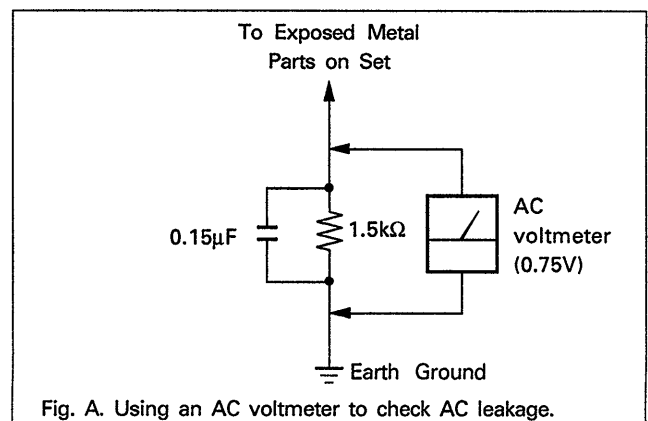 To Exposed Metal
Parts on Set
0.15µF
1.5kΩ
AC
voltmeter
(0.75V)
Earth Ground
Fig. A. Using an AC voltmeter to check AC leakage.